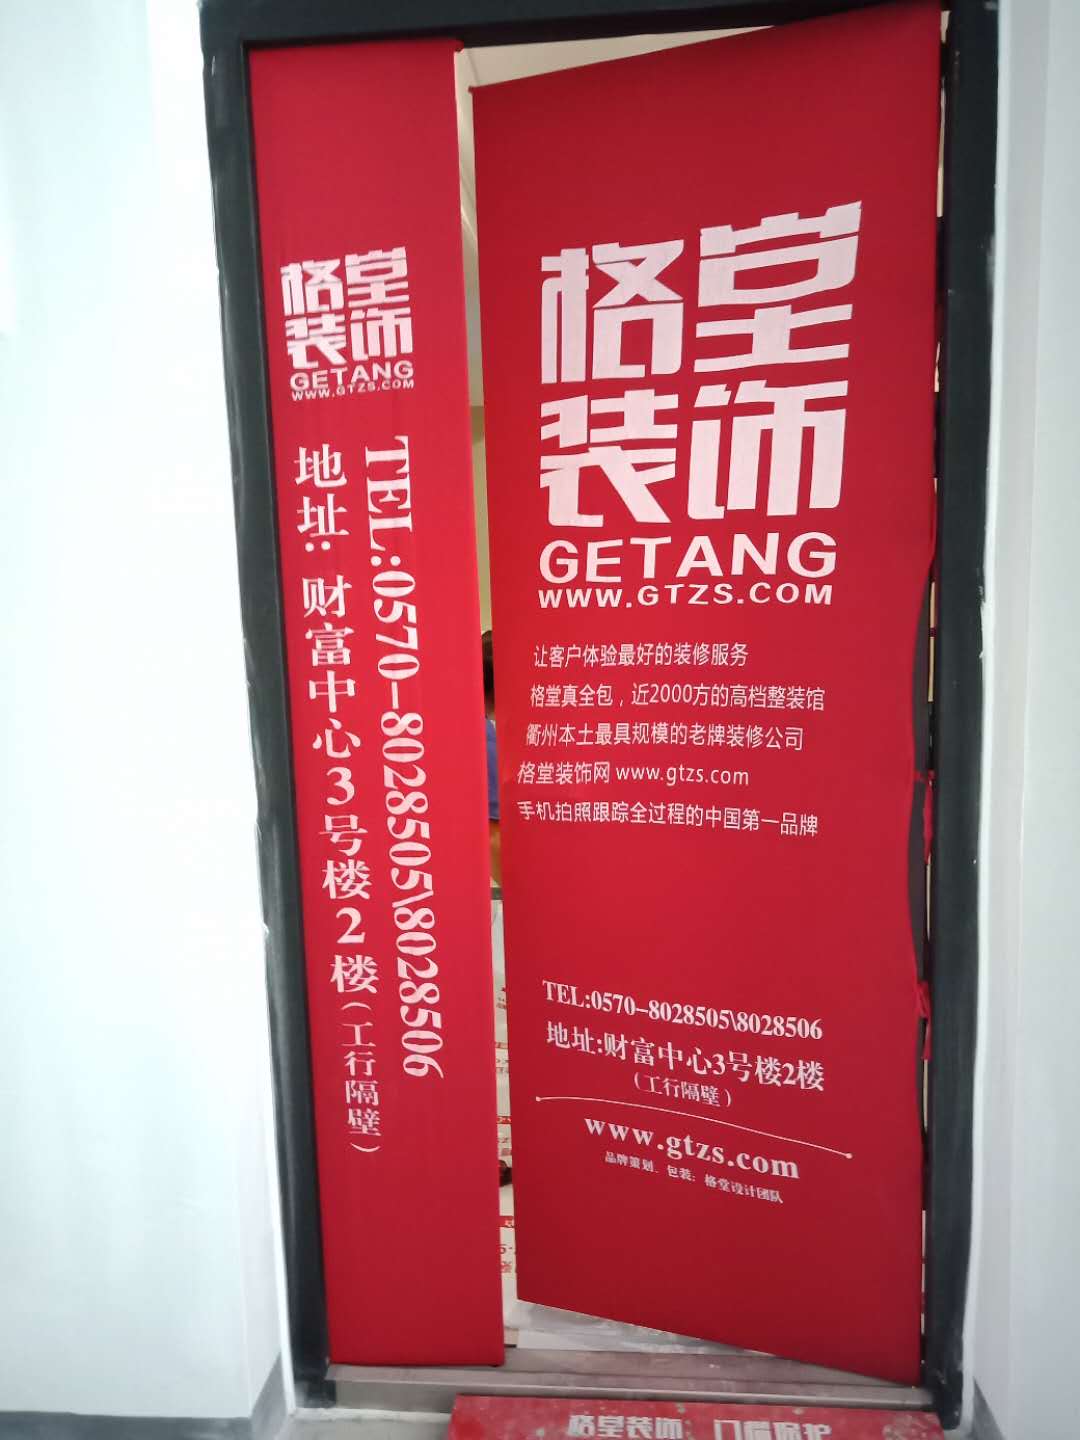 格堂
装饰
GETANG
WWW.GTZS.COM
TEL:0570-8028505\8028506
地址:财富中心3号楼2楼(工行隔壁)
格堂
装饰
GETANG
WWW.GTZS.COM
让客户体验最好的装修服务
格堂真全包，近2000方的高档整装馆
衢州本土最具规模的老牌装修公司
格堂装饰网 www.gtzs.com
手机拍照跟踪全过程的中国第一品牌
TEL:0570-8028505\8028506
地址:财富中心3号楼2楼
(工行隔壁)
www.gtzs.com
品牌策划、包装：格堂设计团队
格堂装饰 门槛保护